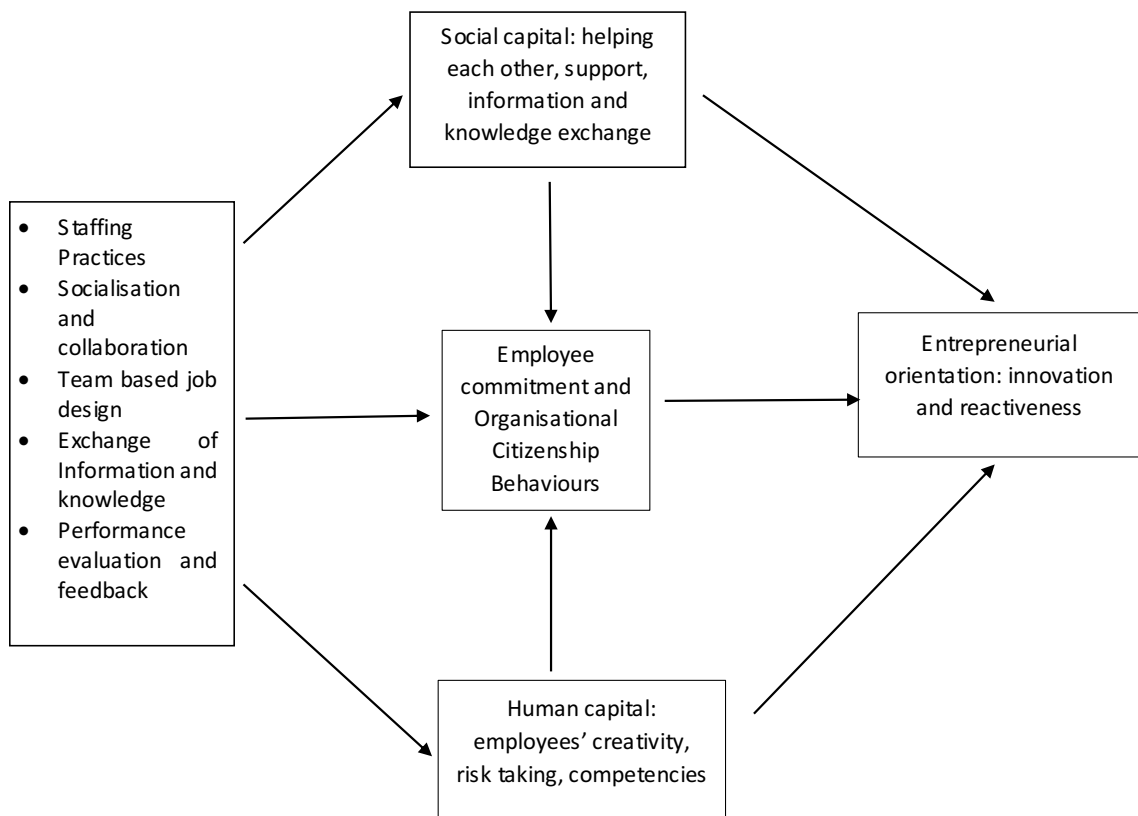 Social capital: helping
each other, support,
information and
knowledge exchange
• Staffing
Practices
• Socialisation
and
collaboration
• Team based job
design
• Exchange of
Information and
knowledge
• Performance
evaluation and
feedback
Employee
commitment and
Organisational
Citizenship
Behaviours
Entrepreneurial
orientation: innovation
and reactiveness
Human capital:
employees’ creativity,
risk taking, competencies